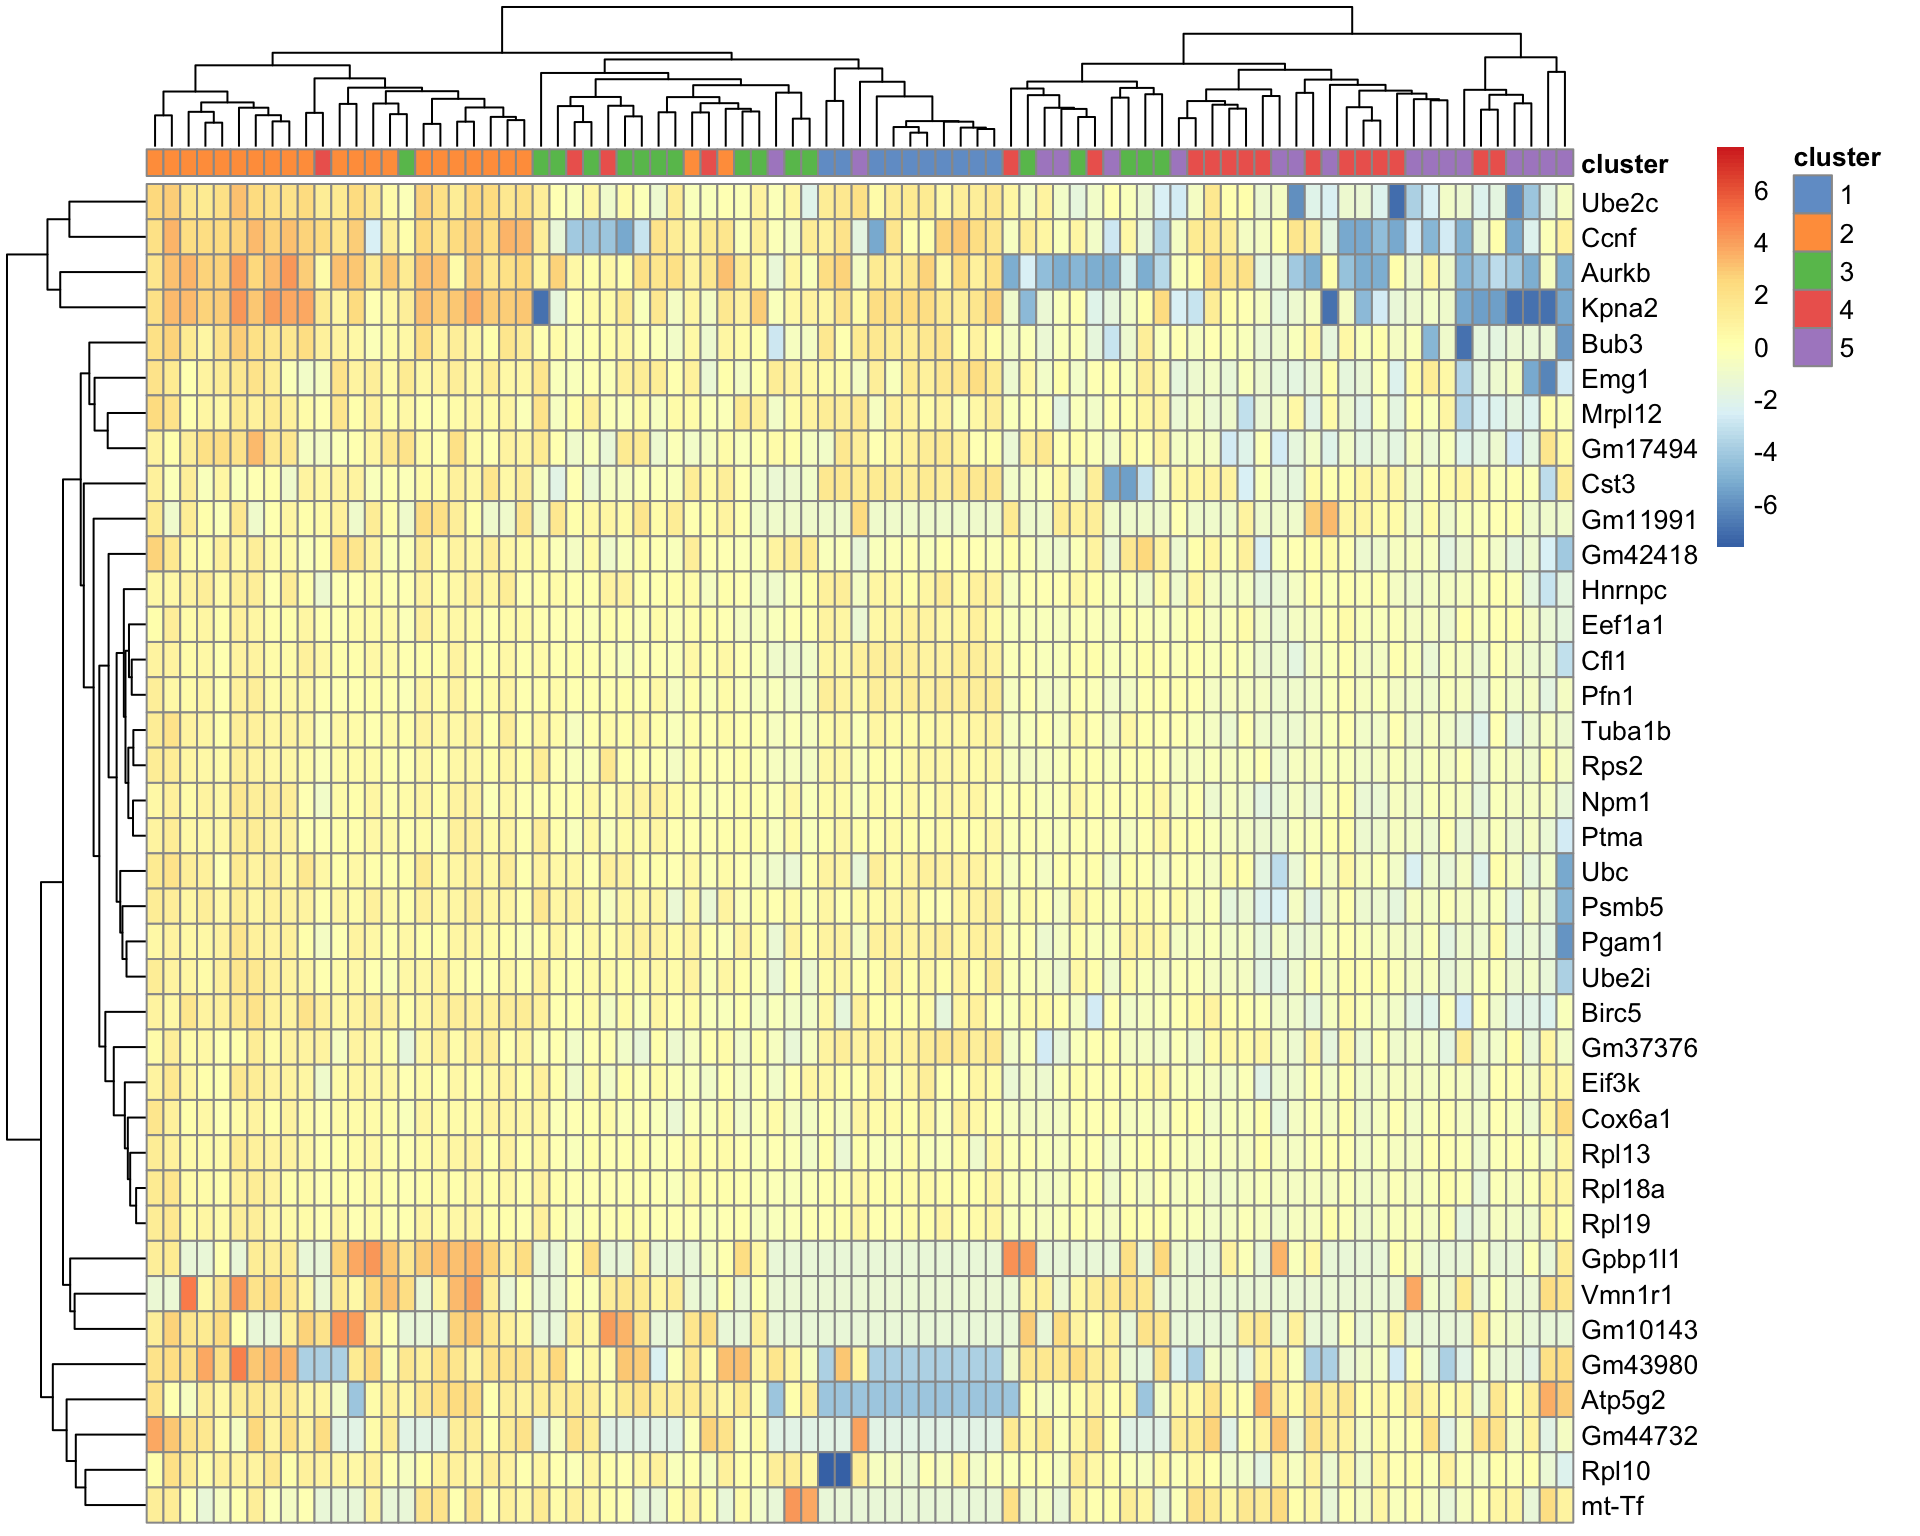 cluster
Ube2c
Ccnf
Aurkb
Kpna2
Bub3
Emg1
Mrpl12
Gm17494
Cst3
Gm11991
Gm42418
Hnrnpc
Eef1a1
Cfl1
Pfn1
Tuba1b
Rps2
Npm1
Ptma
Ubc
Psmb5
Pgam1
Ube2i
Birc5
Gm37376
Eif3k
Cox6a1
Rpl13
Rpl18a
Rpl19
Gpbp1l1
Vmn1r1
Gm10143
Gm43980
Atp5g2
Gm44732
Rpl10
mt-Tf
6
4
2
0
-2
-4
-6
cluster
1
2
3
4
5